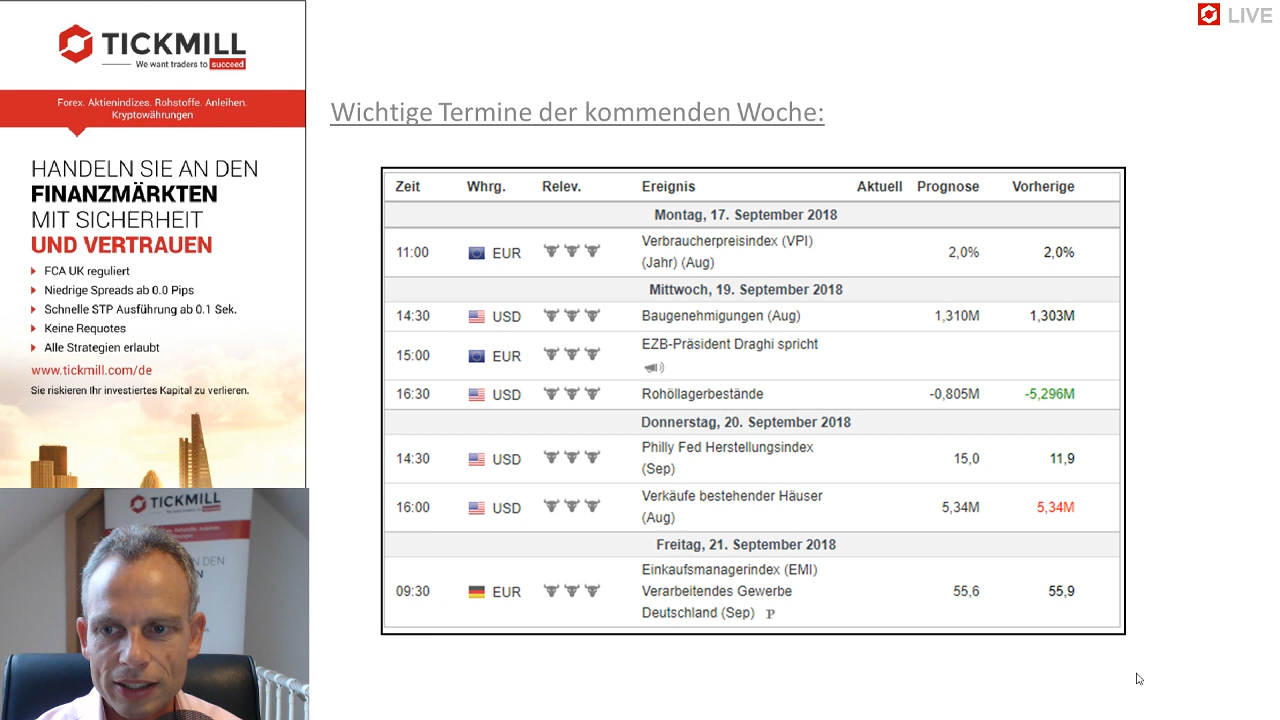 TICKMILL
We want traders to succeed
Forex. Aktienindizes. Rohstoffe. Anleihen.
Kryptowährungen
HANDELN SIE AN DEN
FINANZMÄRKTEN
MIT SICHERHEIT
UND VERTRAUEN
FCA UK reguliert
Niedrige Spreads ab 0.0 Pips
Schnelle STP Ausführung ab 0.1 Sek.
Keine Requotes
Alle Strategien erlaubt
www.tickmill.com/de
Sie riskieren Ihr investiertes Kapital zu verlieren.
TICKMILL
LIVE
Wichtige Termine der kommenden Woche:
Zeit Whrg. Relev. Ereignis Aktuell Prognose Vorherige
Montag, 17. September 2018
11:00 EUR Verbraucherpreisindex (VPI) 2,0% 2,0%
(Jahr) (Aug)
Mittwoch, 19. September 2018
14:30 USD Baugenehmigungen (Aug) 1,310M 1,303M
15:00 EUR EZB-Präsident Draghi spricht
16:30 USD Rohöllagerbestände -0,805M -5,296M
Donnerstag, 20. September 2018
14:30 USD Philly Fed Herstellungsindex 15,0 11,9
(Sep)
16:00 USD Verkäufe bestehender Häuser 5,34M 5,34M
(Aug)
Freitag, 21. September 2018
09:30 EUR Einkaufsmanagerindex (EMI) 55,6 55,9
Verarbeitendes Gewerbe
Deutschland (Sep) P